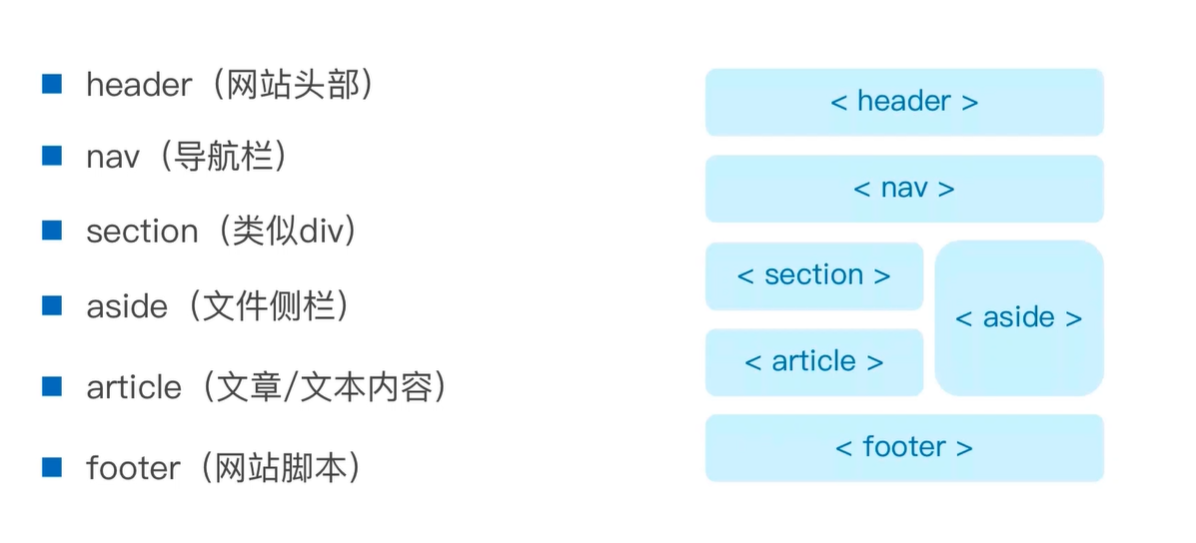 header（网站头部）
nav（导航栏）
section（类似div）
aside（文件侧栏）
article（文章/文本内容）
footer（网站脚本）
< header >
< nav >
< section >
< aside >
< article >
< footer >